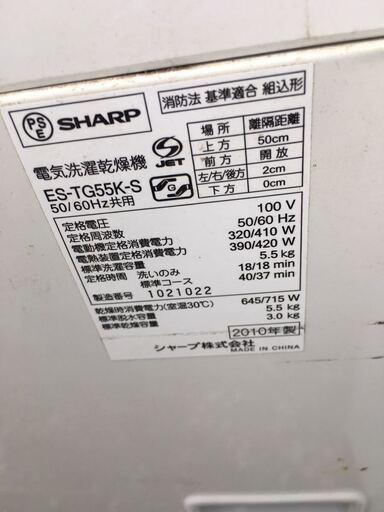 PSE
SHARP
消防法 基準適合 組込形
電気洗濯乾燥機
ES-TG55K-S
50/60Hz共用
JET
場所 離隔距離
上方 50cm
前方 開放
左/右/後方 2cm
下方 0cm
定格電圧 100 V
定格周波数 50/60 Hz
電動機定格消費電力 320/410 W
電熱装置定格消費電力 390/420 W
標準洗濯容量 5.5 kg
定格時間 洗いのみ 18/18 min
標準コース 40/37 min
製造番号 1021022
乾燥時消費電力(室温30℃) 645/715 W
標準脱水容量 5.5 kg
標準乾燥容量 3.0 kg
2010年製
シャープ株式会社
MADE IN CHINA